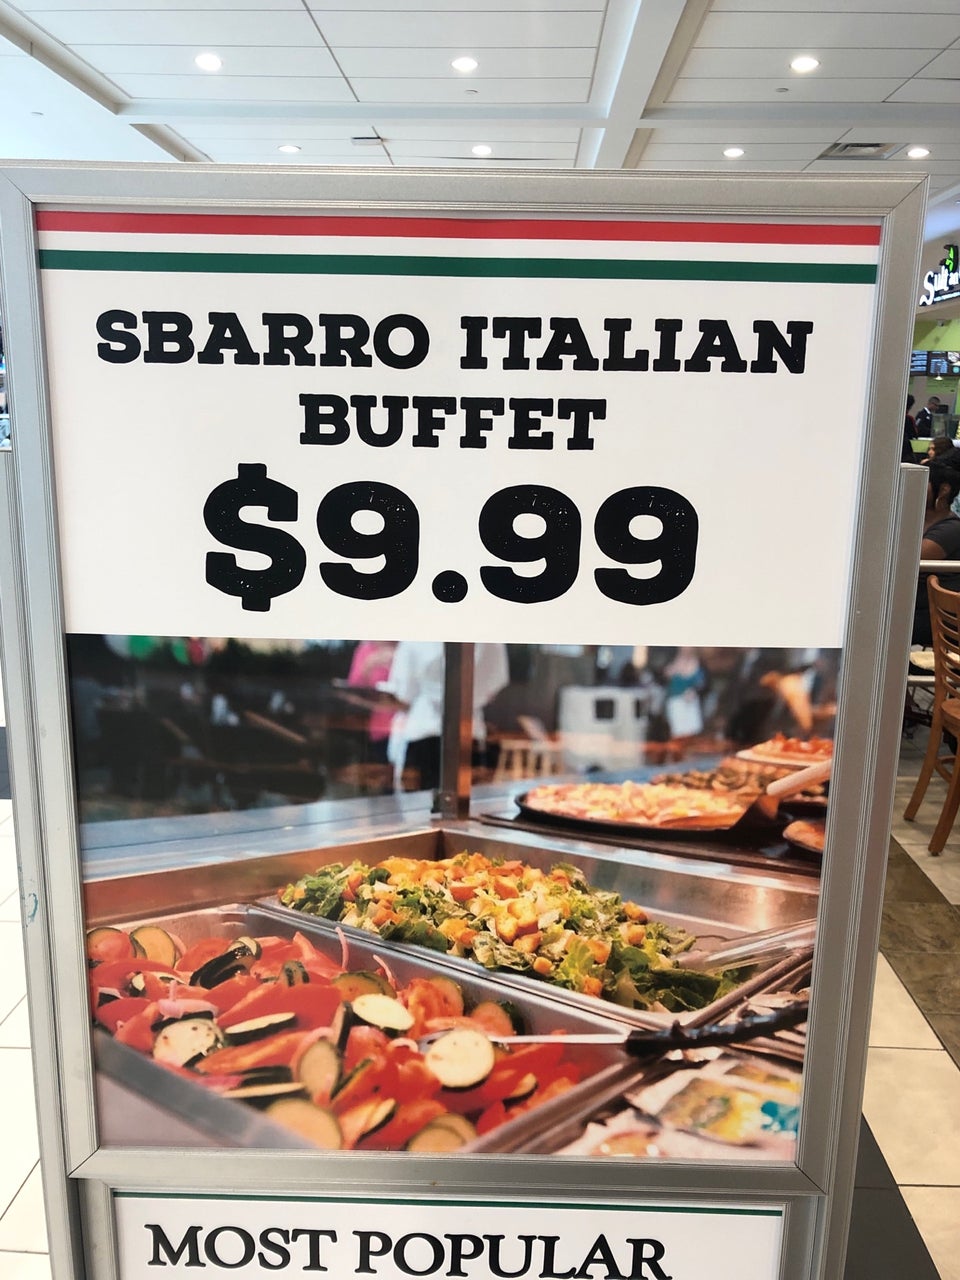 SBARRO ITALIAN
BUFFET
$9.99
MOST POPULAR